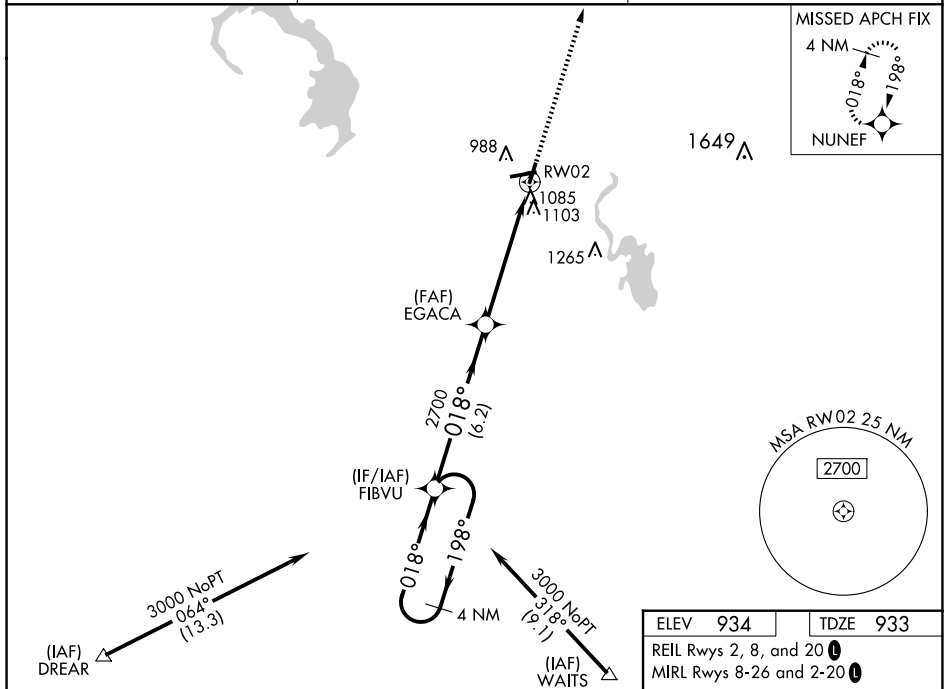 MISSED APCH FIX
4 NM
018°
198°
NUNEF
988
1649
RW02
1085
1103
1265
(FAF)
EGACA
2700
018°
(6.2)
(IF/IAF)
FIBVU
018°
198°
4 NM
MSA RW02 25 NM
2700
3000 NoPT
064°
(13.3)
(IAF)
DREAR
3000 NoPT
318°
(9.1)
(IAF)
WAITS
ELEV 934
TDZE 933
REIL Rwys 2, 8, and 20 L
MIRL Rwys 8-26 and 2-20 L